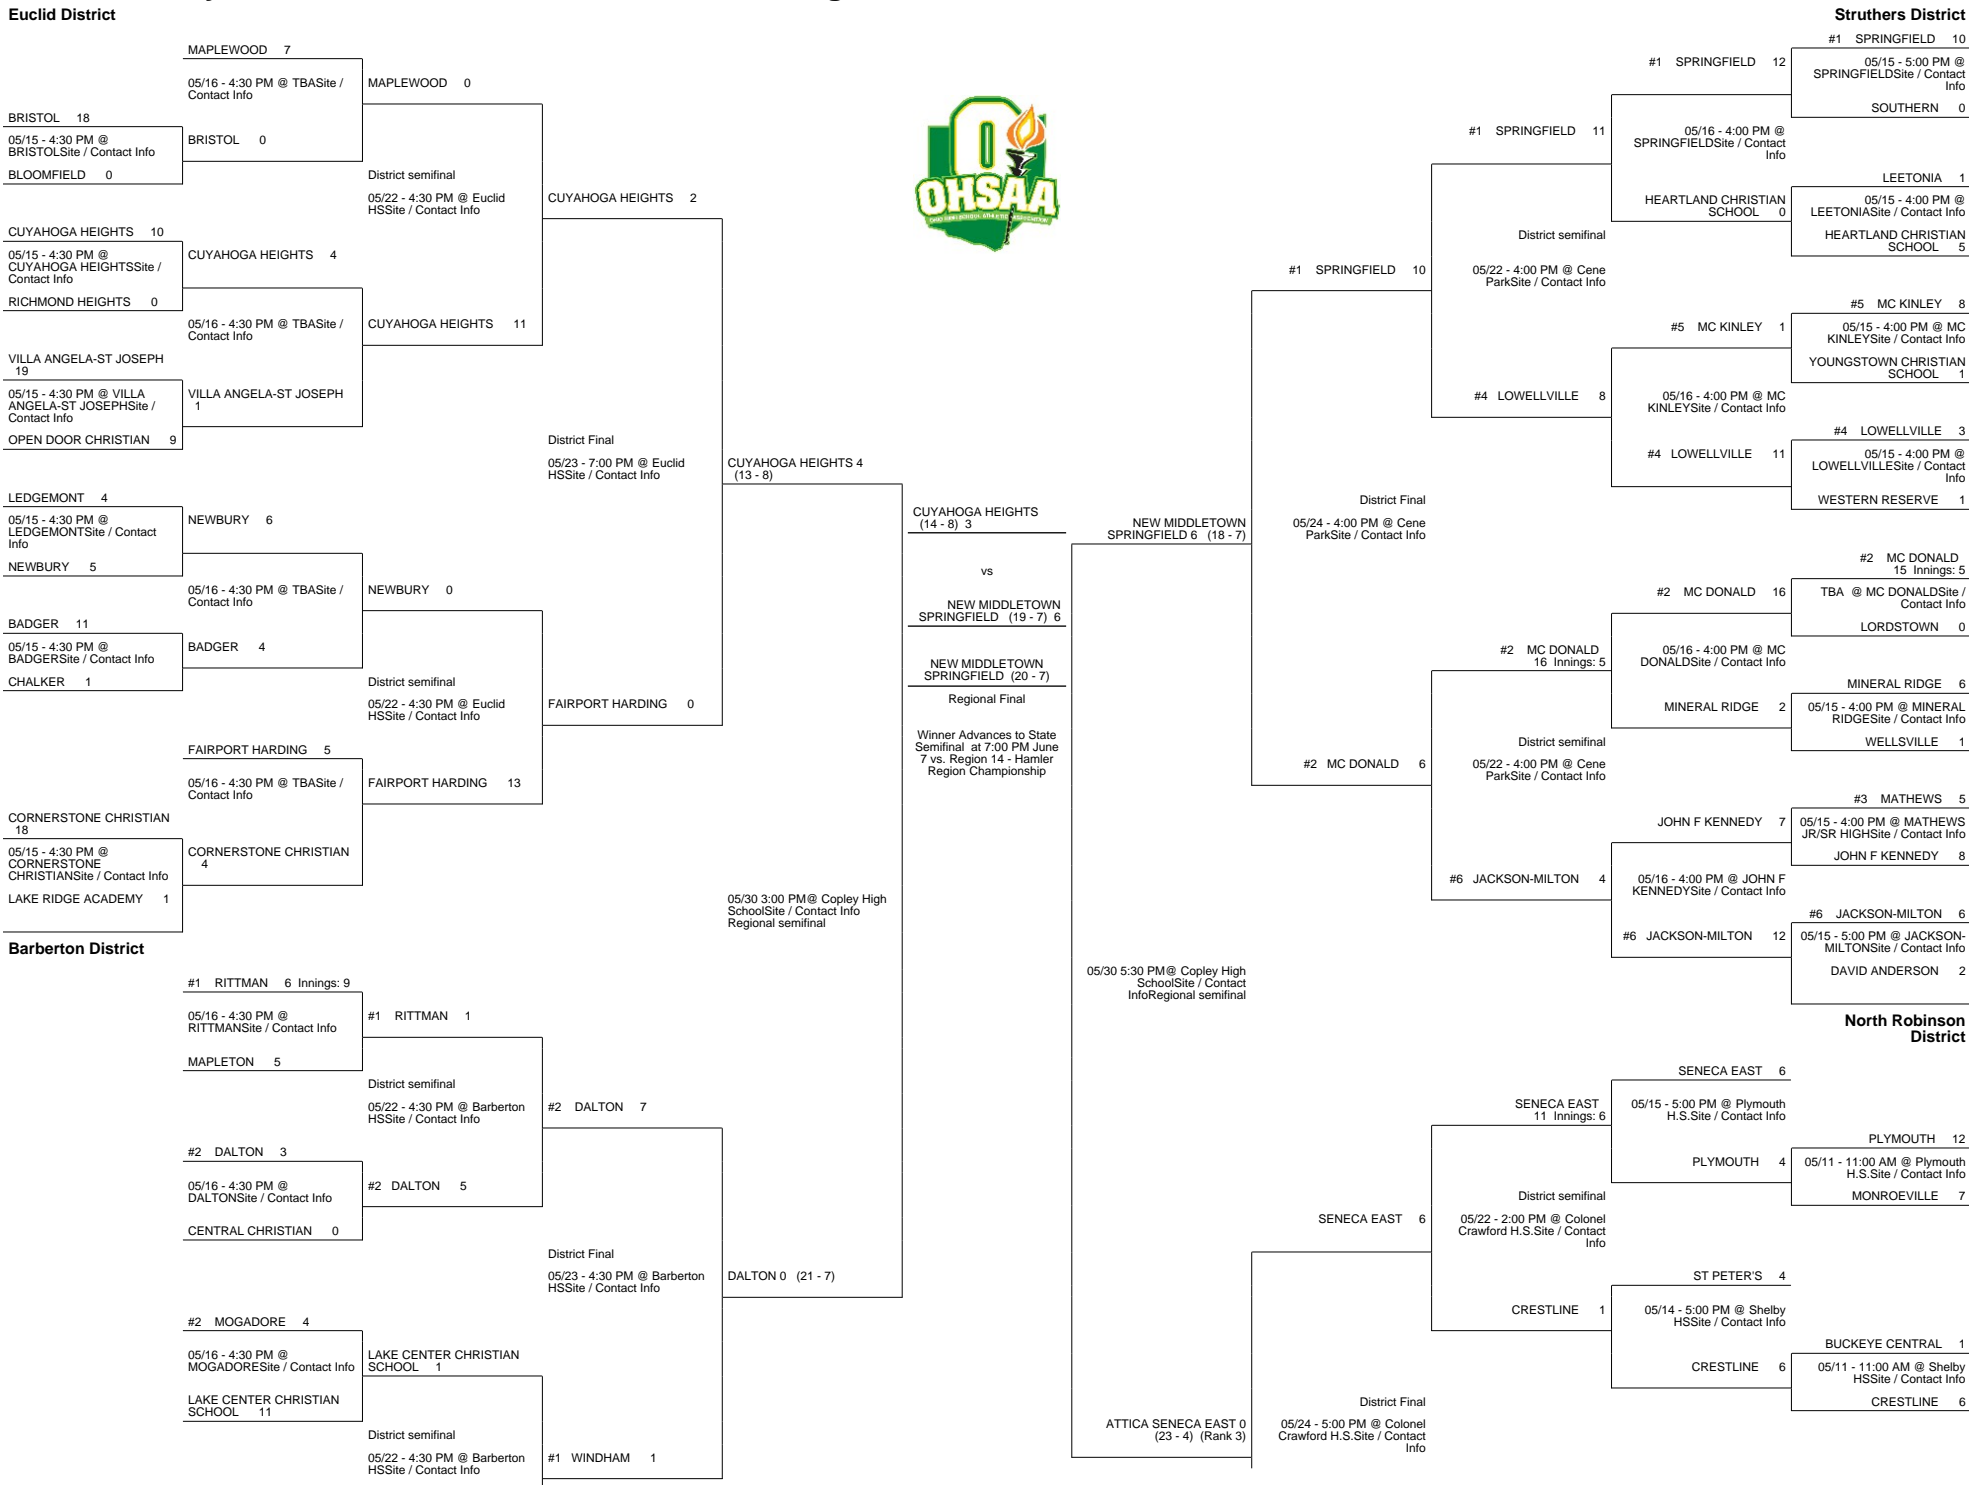 Euclid District
MAPLEWOOD 7
05/16 - 4:30 PM @ TBASite /
Contact Info
MAPLEWOOD 0
BRISTOL 18
05/15 - 4:30 PM @
BRISTOLSite / Contact Info
BLOOMFIELD 0
BRISTOL 0
District semifinal
05/22 - 4:30 PM @ Euclid
HSSite / Contact Info
CUYAHOGA HEIGHTS 2
CUYAHOGA HEIGHTS 10
05/15 - 4:30 PM @
CUYAHOGA HEIGHTSSite /
Contact Info
RICHMOND HEIGHTS 0
CUYAHOGA HEIGHTS 4
05/16 - 4:30 PM @ TBASite /
Contact Info
CUYAHOGA HEIGHTS 11
VILLA ANGELA-ST JOSEPH
19
05/15 - 4:30 PM @ VILLA
ANGELA-ST JOSEPHSite /
Contact Info
OPEN DOOR CHRISTIAN 9
VILLA ANGELA-ST JOSEPH
1
District Final
05/23 - 7:00 PM @ Euclid
HSSite / Contact Info
CUYAHOGA HEIGHTS 4
(13 - 8)
LEDGEMONT 4
05/15 - 4:30 PM @
LEDGEMONTSite / Contact
Info
NEWBURY 5
NEWBURY 6
05/16 - 4:30 PM @ TBASite /
Contact Info
NEWBURY 0
BADGER 11
05/15 - 4:30 PM @
BADGERSite / Contact Info
CHALKER 1
BADGER 4
District semifinal
05/22 - 4:30 PM @ Euclid
HSSite / Contact Info
FAIRPORT HARDING 0
FAIRPORT HARDING 5
05/16 - 4:30 PM @ TBASite /
Contact Info
FAIRPORT HARDING 13
CORNERSTONE CHRISTIAN
18
05/15 - 4:30 PM @
CORNERSTONE
CHRISTIANSite / Contact Info
LAKE RIDGE ACADEMY 1
CORNERSTONE CHRISTIAN
4
05/30 3:00 PM@ Copley High
SchoolSite / Contact Info
Regional semifinal
Barberton District
#1 RITTMAN 6 Innings: 9
05/16 - 4:30 PM @
RITTMANSite / Contact Info
MAPLETON 5
#1 RITTMAN 1
District semifinal
05/22 - 4:30 PM @ Barberton
HSSite / Contact Info
#2 DALTON 7
#2 DALTON 3
05/16 - 4:30 PM @
DALTONSite / Contact Info
CENTRAL CHRISTIAN 0
#2 DALTON 5
District Final
05/23 - 4:30 PM @ Barberton
HSSite / Contact Info
DALTON 0 (21 - 7)
#2 MOGADORE 4
05/16 - 4:30 PM @
MOGADORESite / Contact Info
LAKE CENTER CHRISTIAN
SCHOOL 11
LAKE CENTER CHRISTIAN
SCHOOL 1
District semifinal
05/22 - 4:30 PM @ Barberton
HSSite / Contact Info
#1 WINDHAM 1
O
OHSAA
CUYAHOGA HEIGHTS
(14 - 8) 3
vs
NEW MIDDLETOWN
SPRINGFIELD (19 - 7) 6
NEW MIDDLETOWN
SPRINGFIELD (20 - 7)
Regional Final
Winner Advances to State
Semifinal at 7:00 PM June
7 vs. Region 14 - Hamler
Region Championship
Struthers District
#1 SPRINGFIELD 10
05/15 - 5:00 PM @
SPRINGFIELDSite / Contact
Info
SOUTHERN 0
#1 SPRINGFIELD 12
05/16 - 4:00 PM @
SPRINGFIELDSite / Contact
Info
#1 SPRINGFIELD 11
LEETONIA 1
05/15 - 4:00 PM @
LEETONIASite / Contact Info
HEARTLAND CHRISTIAN
SCHOOL 5
HEARTLAND CHRISTIAN
SCHOOL 0
District semifinal
05/22 - 4:00 PM @ Cene
ParkSite / Contact Info
#1 SPRINGFIELD 10
#5 MC KINLEY 8
05/15 - 4:00 PM @ MC
KINLEYSite / Contact Info
YOUNGSTOWN CHRISTIAN
SCHOOL 1
#5 MC KINLEY 1
05/16 - 4:00 PM @ MC
KINLEYSite / Contact Info
#4 LOWELLVILLE 8
#4 LOWELLVILLE 3
05/15 - 4:00 PM @
LOWELLVILLESite / Contact
Info
WESTERN RESERVE 1
#4 LOWELLVILLE 11
District Final
05/24 - 4:00 PM @ Cene
ParkSite / Contact Info
NEW MIDDLETOWN
SPRINGFIELD 6 (18 - 7)
#2 MC DONALD
15 Innings: 5
TBA @ MC DONALDSite /
Contact Info
LORDSTOWN 0
#2 MC DONALD 16
05/16 - 4:00 PM @ MC
DONALDSite / Contact Info
#2 MC DONALD
16 Innings: 5
MINERAL RIDGE 6
05/15 - 4:00 PM @ MINERAL
RIDGESite / Contact Info
WELLSVILLE 1
MINERAL RIDGE 2
District semifinal
05/22 - 4:00 PM @ Cene
ParkSite / Contact Info
#2 MC DONALD 6
#3 MATHEWS 5
05/15 - 4:00 PM @ MATHEWS
JR/SR HIGHSite / Contact Info
JOHN F KENNEDY 8
JOHN F KENNEDY 7
05/16 - 4:00 PM @ JOHN F
KENNEDYSite / Contact Info
#6 JACKSON-MILTON 4
#6 JACKSON-MILTON 6
05/15 - 5:00 PM @ JACKSON-
MILTONSite / Contact Info
DAVID ANDERSON 2
#6 JACKSON-MILTON 12
05/30 5:30 PM@ Copley High
SchoolSite / Contact
InfoRegional semifinal
North Robinson
District
SENECA EAST 6
05/15 - 5:00 PM @ Plymouth
H.S.Site / Contact Info
SENECA EAST
11 Innings: 6
PLYMOUTH 12
05/11 - 11:00 AM @ Plymouth
H.S.Site / Contact Info
MONROEVILLE 7
PLYMOUTH 4
District semifinal
05/22 - 2:00 PM @ Colonel
Crawford H.S.Site / Contact
Info
SENECA EAST 6
ST PETER'S 4
05/14 - 5:00 PM @ Shelby
HSSite / Contact Info
CRESTLINE 1
BUCKEYE CENTRAL 1
05/11 - 11:00 AM @ Shelby
HSSite / Contact Info
CRESTLINE 6
CRESTLINE 6
District Final
05/24 - 5:00 PM @ Colonel
Crawford H.S.Site / Contact
Info
ATTICA SENECA EAST 0
(23 - 4) (Rank 3)